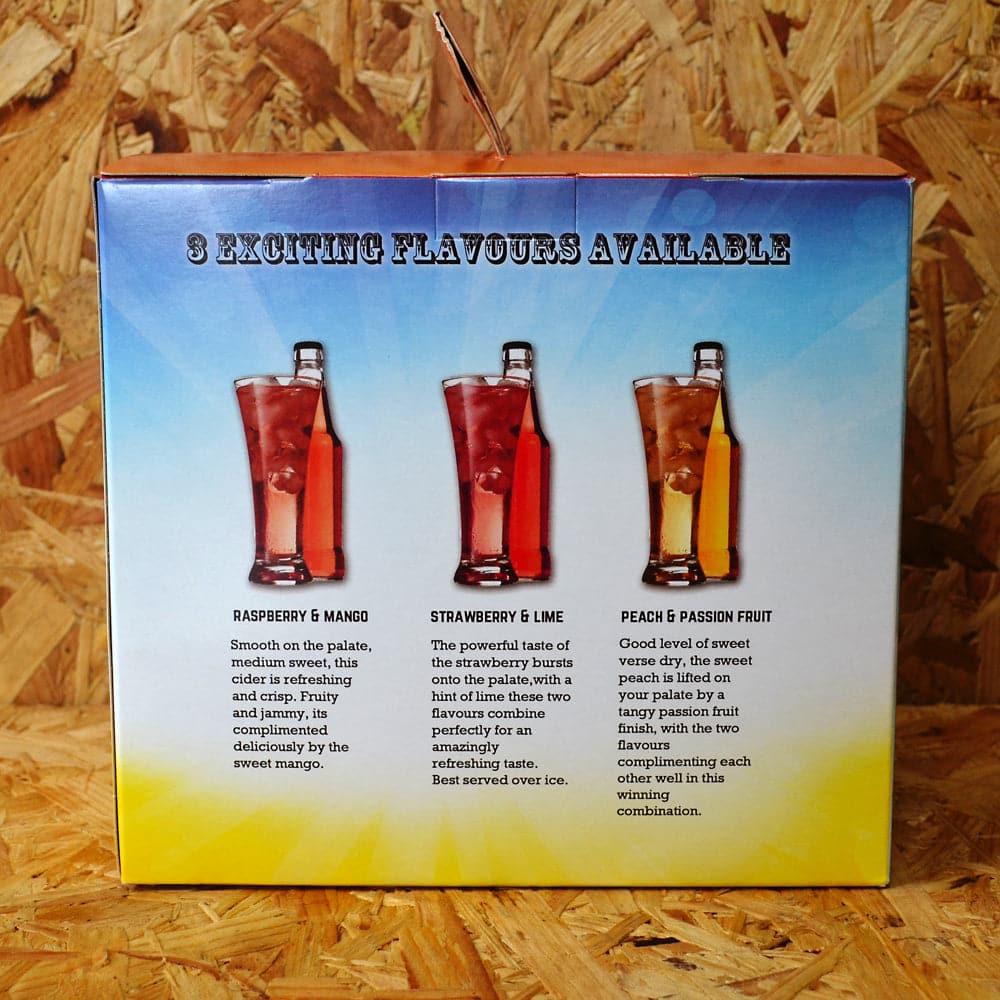 3 EXCITING FLAVOURS AVAILABLE
RASPBERRY & MANGO
Smooth on the palate,
medium sweet, this
cider is refreshing
and crisp. Fruity
and jammy, its
complimented
deliciously by the
sweet mango.
STRAWBERRY & LIME
The powerful taste of
the strawberry bursts
onto the palate,with a
hint of lime these two
flavours combine
perfectly for an
amazingly
refreshing taste.
Best served over ice.
PEACH & PASSION FRUIT
Good level of sweet
verse dry, the sweet
peach is lifted on
your palate by a
tangy passion fruit
finish, with the two
flavours
complimenting each
other well in this
winning
combination.